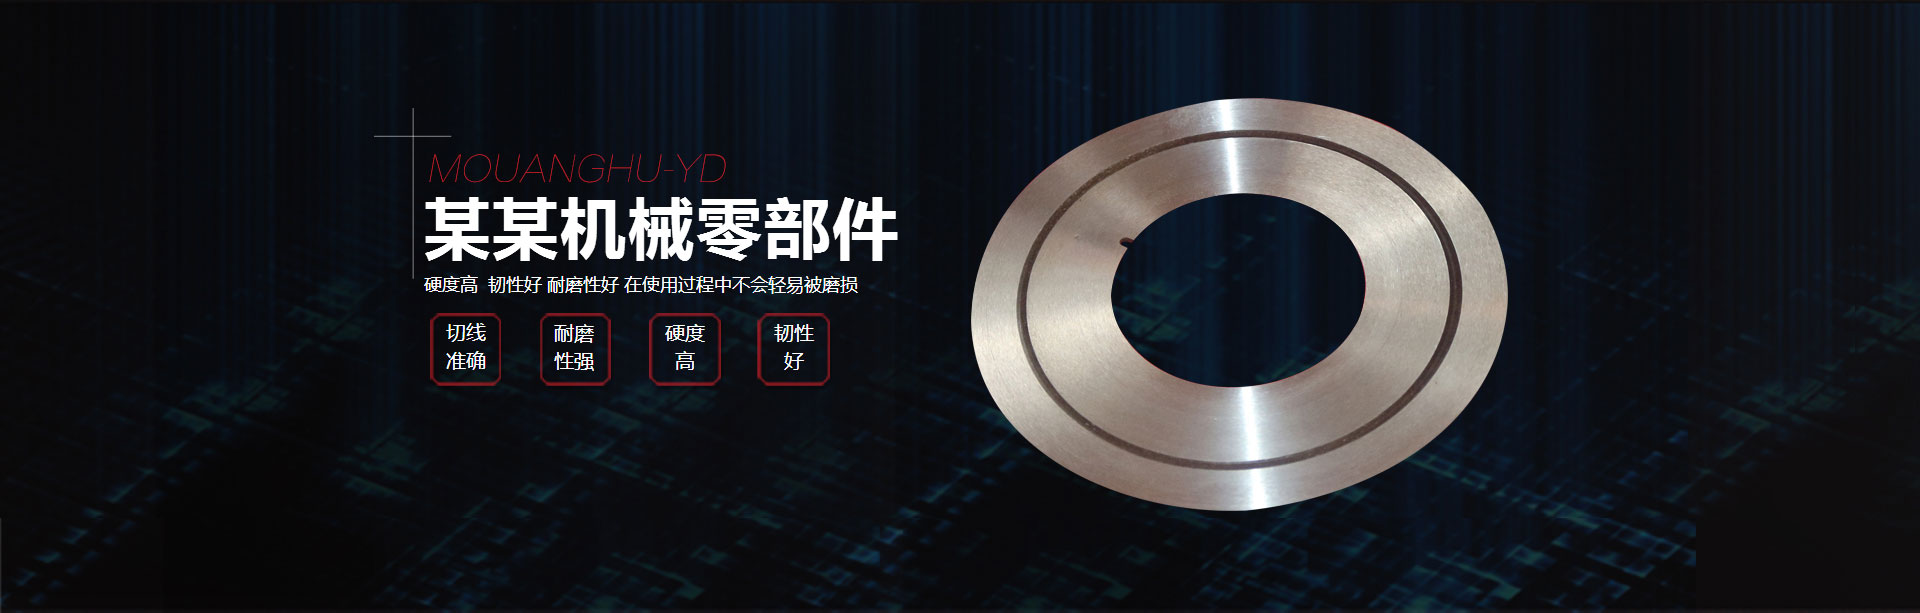 MOUANGHU-YD
某某机械零部件
硬度高 韧性好 耐磨性好 在使用过程中不会轻易被磨损
切线
准确
耐磨
性强
硬度
高
韧性
好